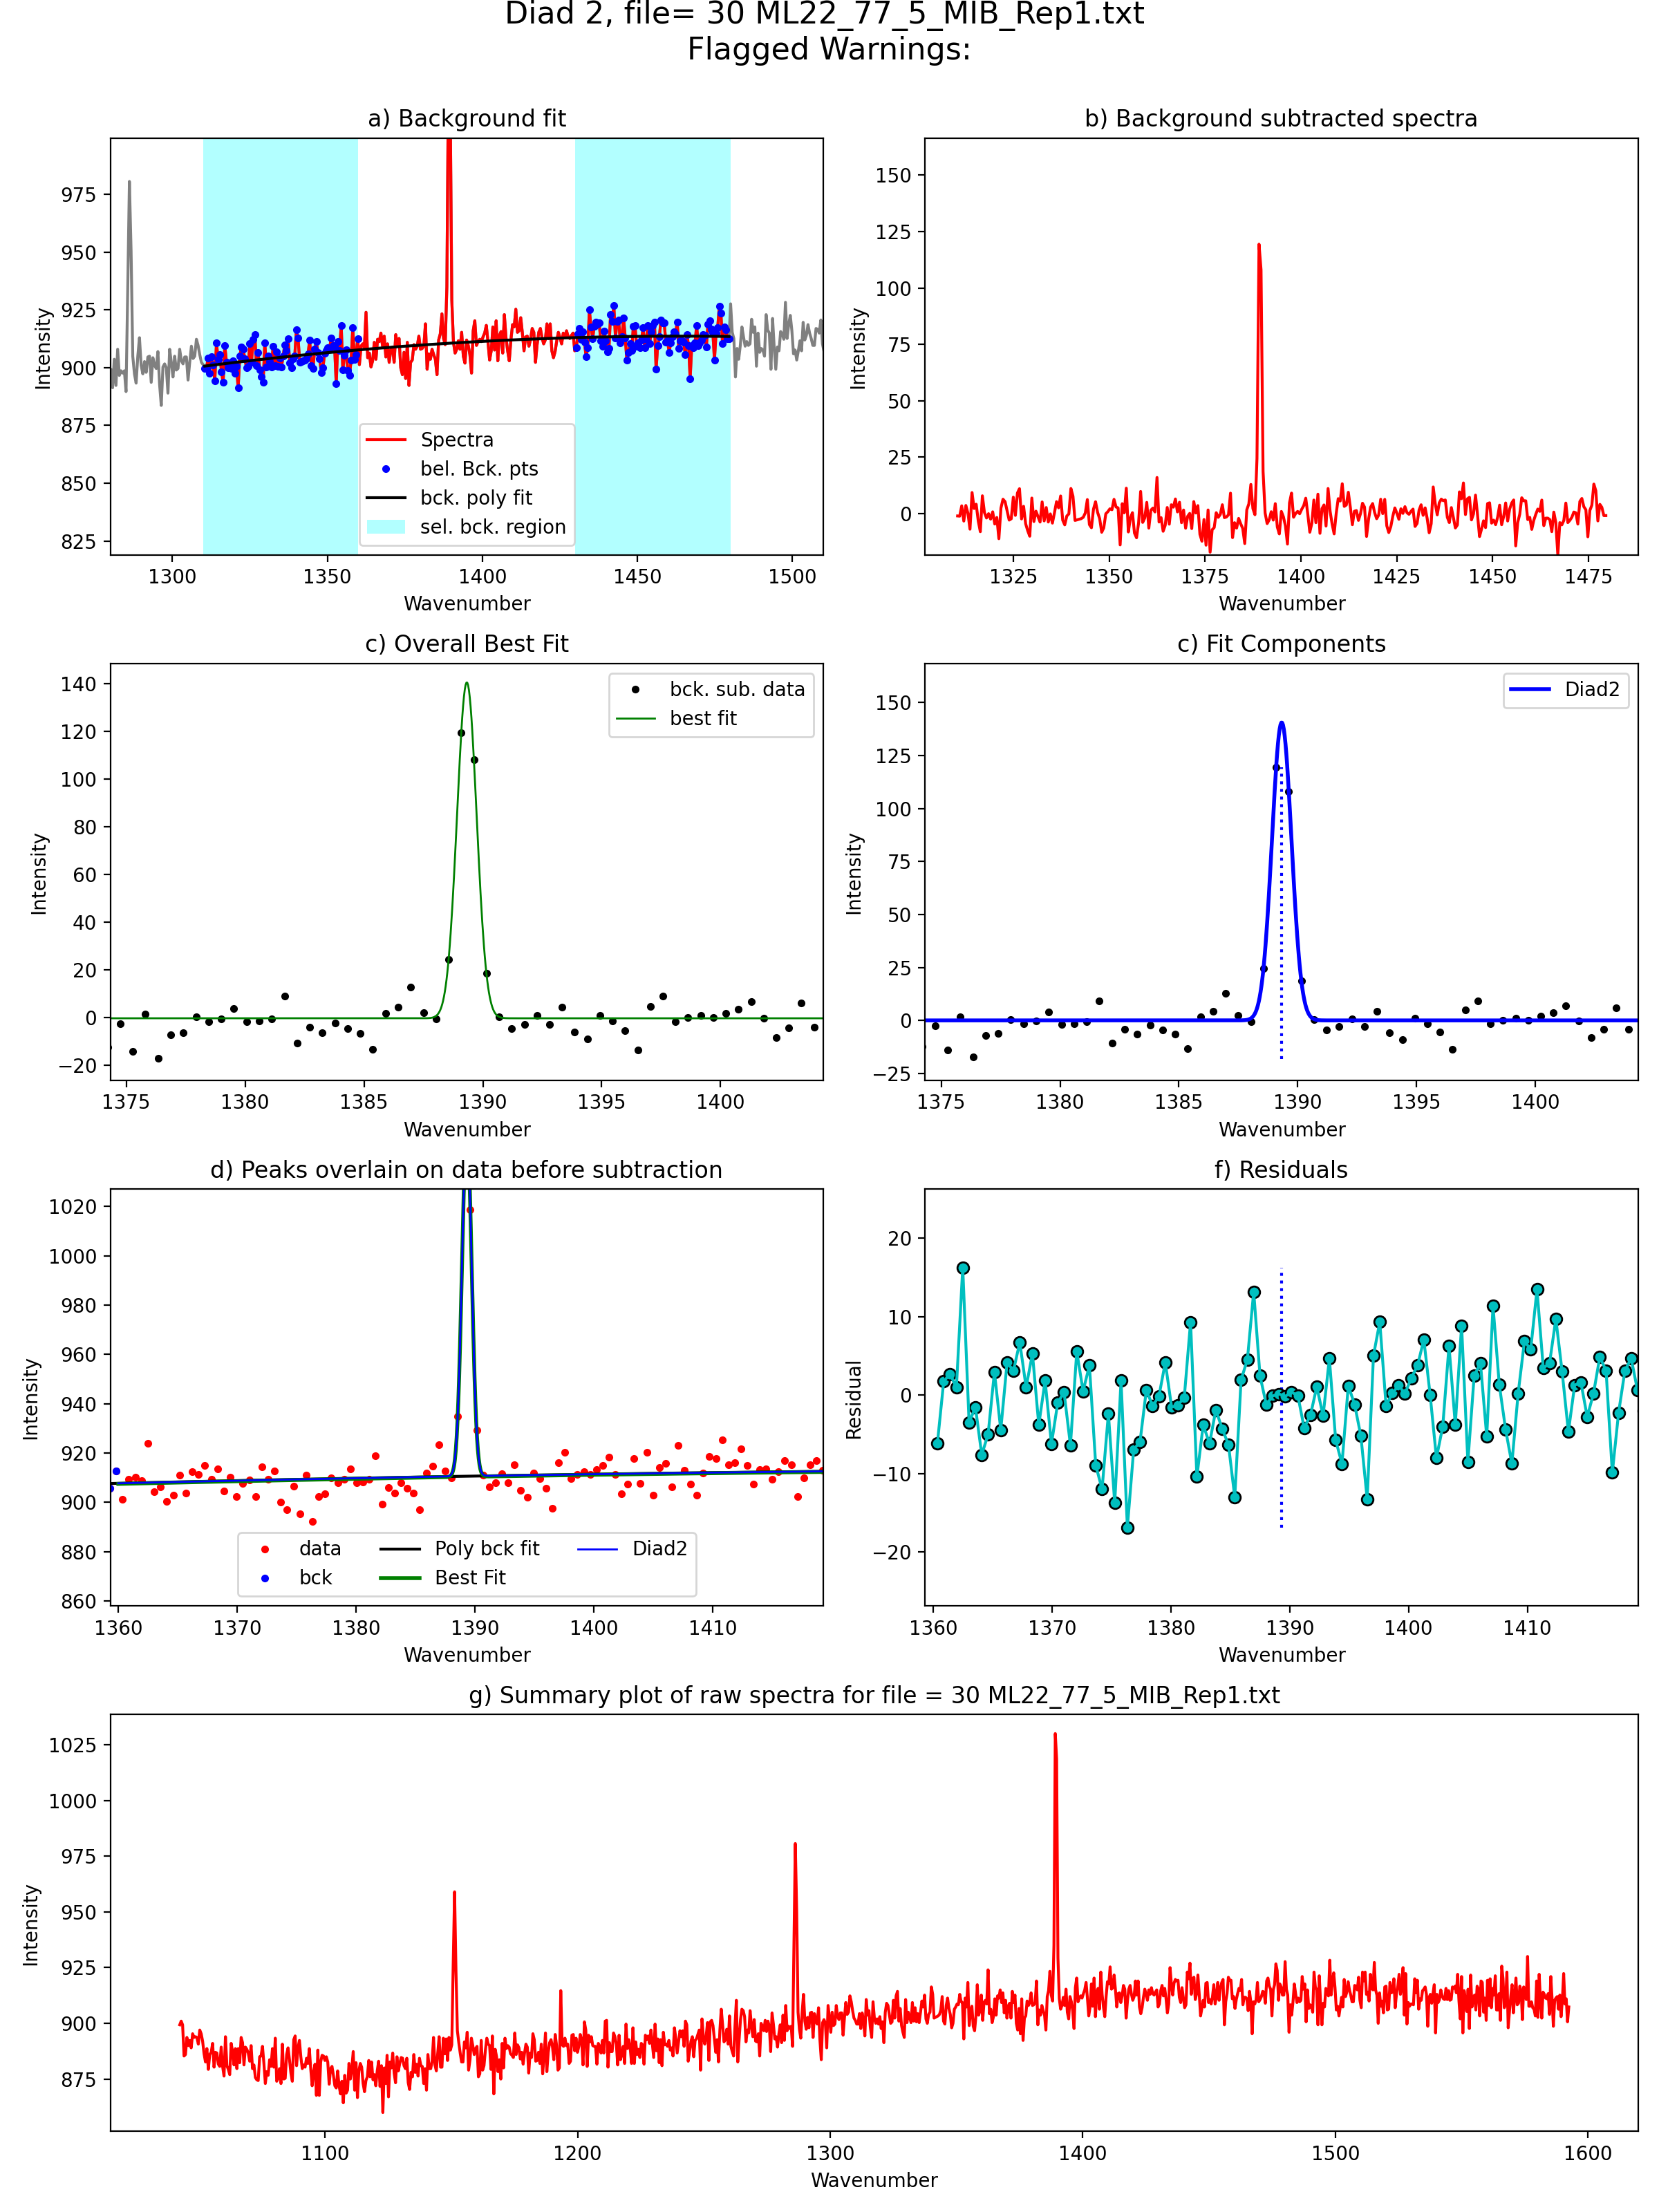 Diad 2, file= 30 ML22_77_5_MIB_Rep1.txt
Flagged Warnings:
a) Background fit
975
950
925
900
875
850
825
Intensity
Spectra
bel. Bck. pts
bck. poly fit
sel. bck. region
1300 1350 1400 1450 1500
Wavenumber
b) Background subtracted spectra
150
125
100
75
50
25
0
Intensity
1325 1350 1375 1400 1425 1450 1475
Wavenumber
c) Overall Best Fit
140
120
100
80
60
40
20
0
−20
Intensity
bck. sub. data
best fit
1375 1380 1385 1390 1395 1400
Wavenumber
c) Fit Components
150
125
100
75
50
25
0
−25
Intensity
Diad2
1375 1380 1385 1390 1395 1400
Wavenumber
d) Peaks overlain on data before subtraction
1020
1000
980
960
940
920
900
880
860
Intensity
data
bck
Poly bck fit
Best Fit
Diad2
1360 1370 1380 1390 1400 1410
Wavenumber
f) Residuals
20
10
0
−10
−20
Residual
1360 1370 1380 1390 1400 1410
Wavenumber
g) Summary plot of raw spectra for file = 30 ML22_77_5_MIB_Rep1.txt
1025
1000
975
950
925
900
875
Intensity
1100 1200 1300 1400 1500 1600
Wavenumber